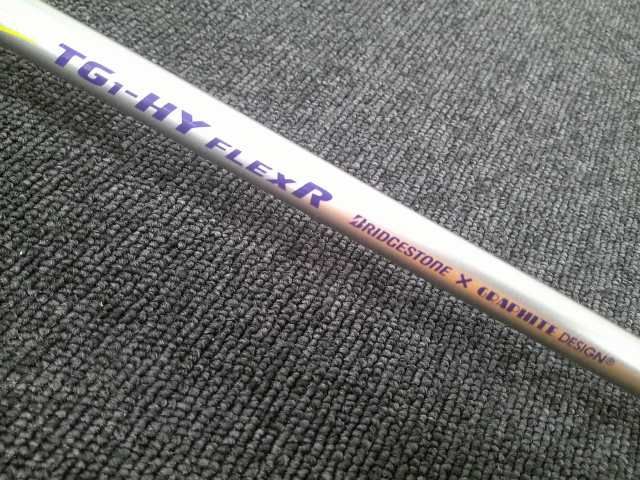 TG1-HY FLEX R
BRIDGESTONE X GRAPHITE DESIGN®